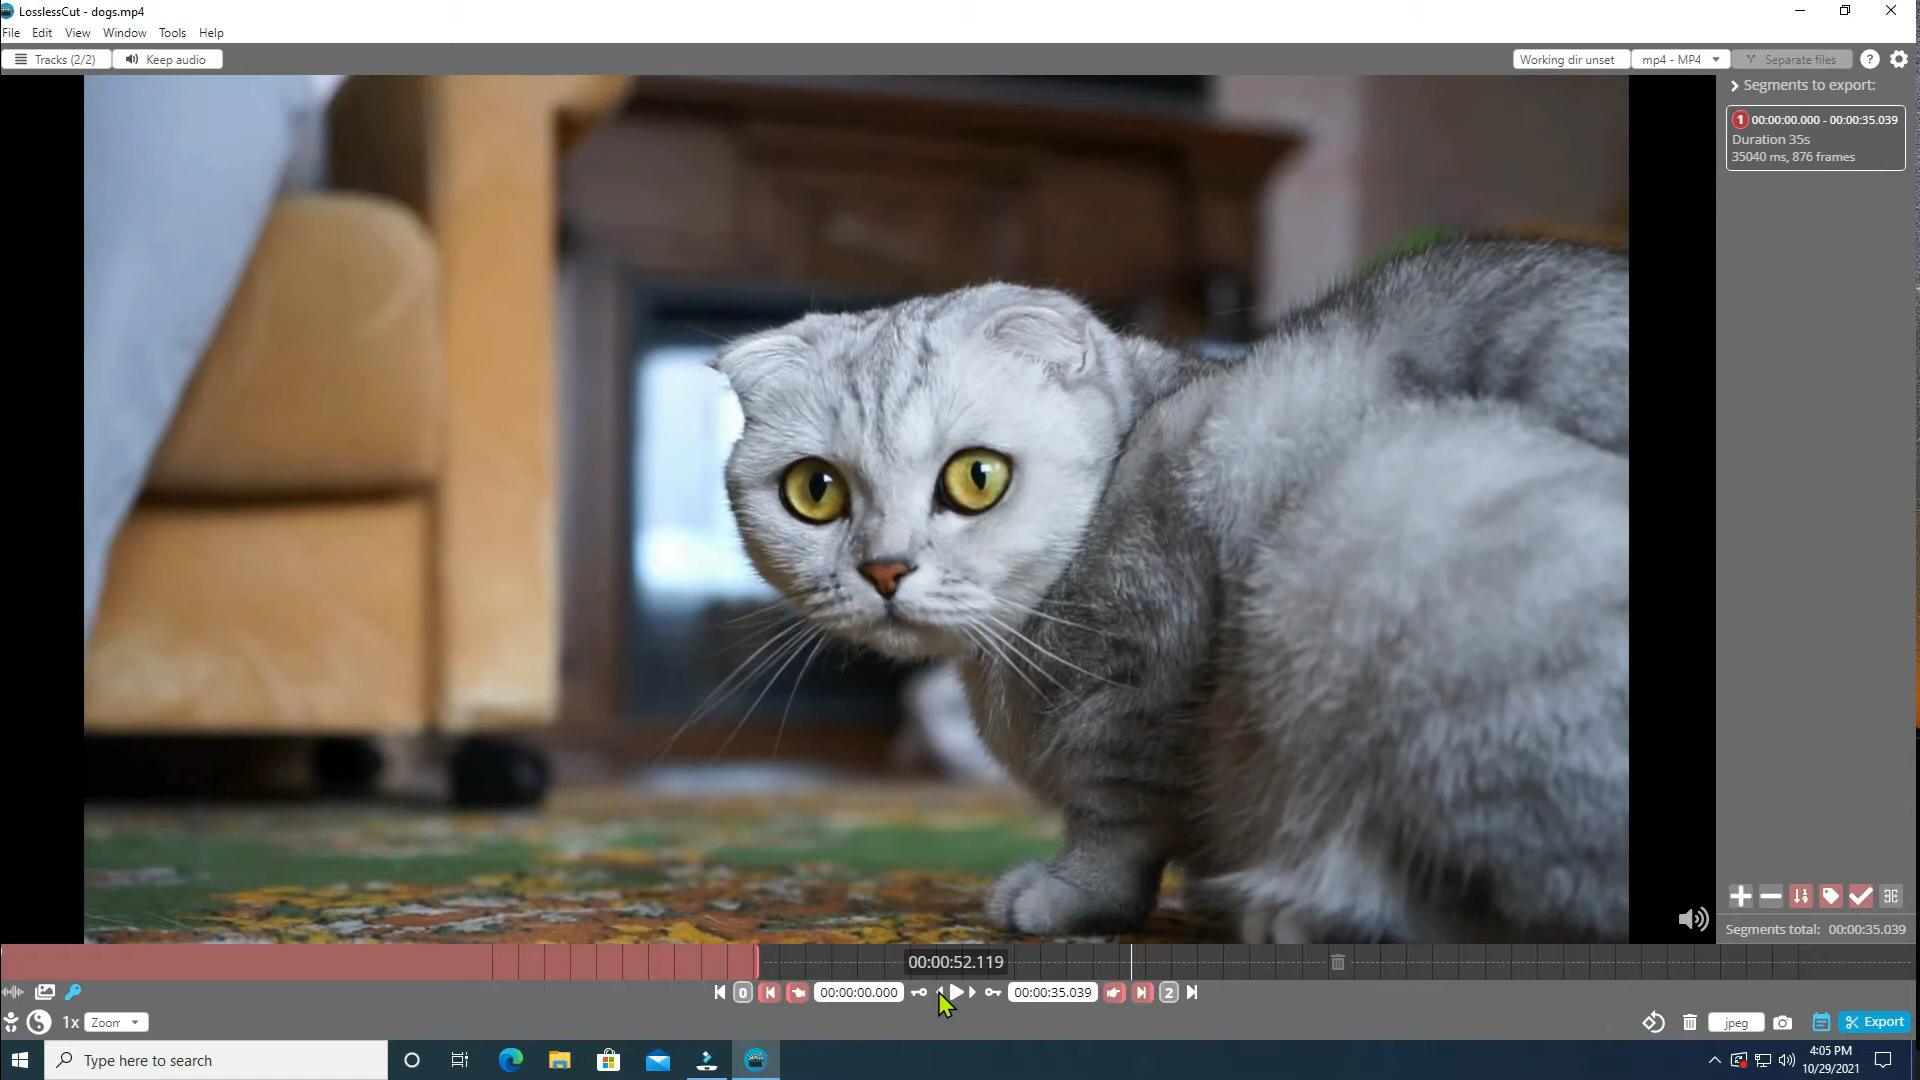 LosslessCut - dogs.mp4
File Edit View Window Tools Help
Tracks (2/2) Keep audio Working dir unset mp4 - MP4 Separate files ?
Segments to export:
1 00:00:00.000 - 00:00:35.039
Duration 35s
35040 ms, 876 frames
Segments total: 00:00:35.039
00:00:52.119
0 00:00:00.000 00:00:35.039 2
1x Zoom jpeg Export
Type here to search
4:05 PM
10/29/2021